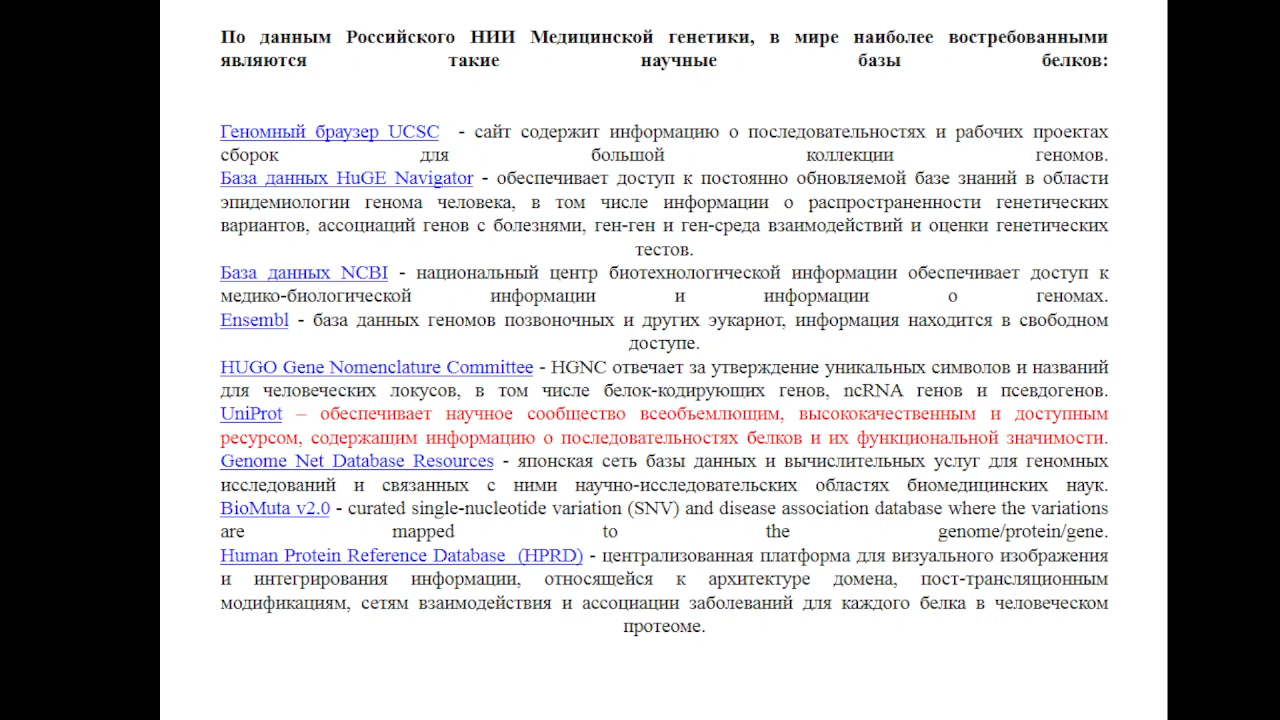 По данным Российского НИИ Медицинской генетики, в мире наиболее востребованными
являются такие научные базы белков:
Геномный браузер UCSC - сайт содержит информацию о последовательностях и рабочих проектах
сборок для большой коллекции геномов.
База данных HuGE Navigator - обеспечивает доступ к постоянно обновляемой базе знаний в области
эпидемиологии генома человека, в том числе информации о распространенности генетических
вариантов, ассоциаций генов с болезнями, ген-ген и ген-среда взаимодействий и оценки генетических
тестов.
База данных NCBI - национальный центр биотехнологической информации обеспечивает доступ к
медико-биологической информации и информации о геномах.
Ensembl - база данных геномов позвоночных и других эукариот, информация находится в свободном
доступе.
HUGO Gene Nomenclature Committee - HGNC отвечает за утверждение уникальных символов и названий
для человеческих локусов, в том числе белок-кодирующих генов, ncRNA генов и псевдогенов.
UniProt – обеспечивает научное сообщество всеобъемлющим, высококачественным и доступным
ресурсом, содержащим информацию о последовательностях белков и их функциональной значимости.
Genome Net Database Resources - японская сеть базы данных и вычислительных услуг для геномных
исследований и связанных с ними научно-исследовательских областях биомедицинских наук.
BioMuta v2.0 - curated single-nucleotide variation (SNV) and disease association database where the variations
are mapped to the genome/protein/gene.
Human Protein Reference Database (HPRD) - централизованная платформа для визуального изображения
и интегрирования информации, относящейся к архитектуре домена, пост-трансляционным
модификациям, сетям взаимодействия и ассоциации заболеваний для каждого белка в человеческом
протеоме.